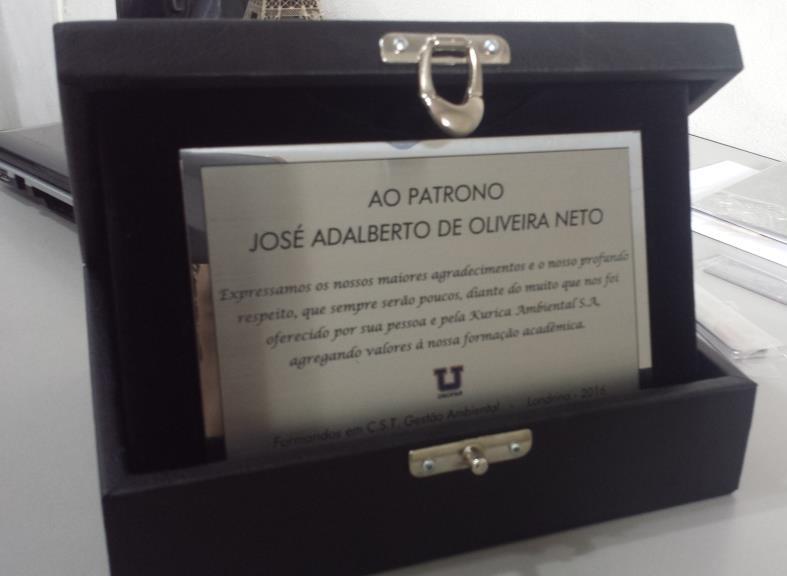 AO PATRONO
JOSÉ ADALBERTO DE OLIVEIRA NETO
Expressamos os nossos maiores agradecimentos e o nosso profundo
respeito, que sempre serão poucos, diante do muito que nos foi
oferecido por sua pessoa e pela Kurica Ambiental S.A,
agregando valores á nossa formação acadêmica.
U
UNOPAR
Formandos em C.S.T. Gestão Ambiental - Londrina - 2016